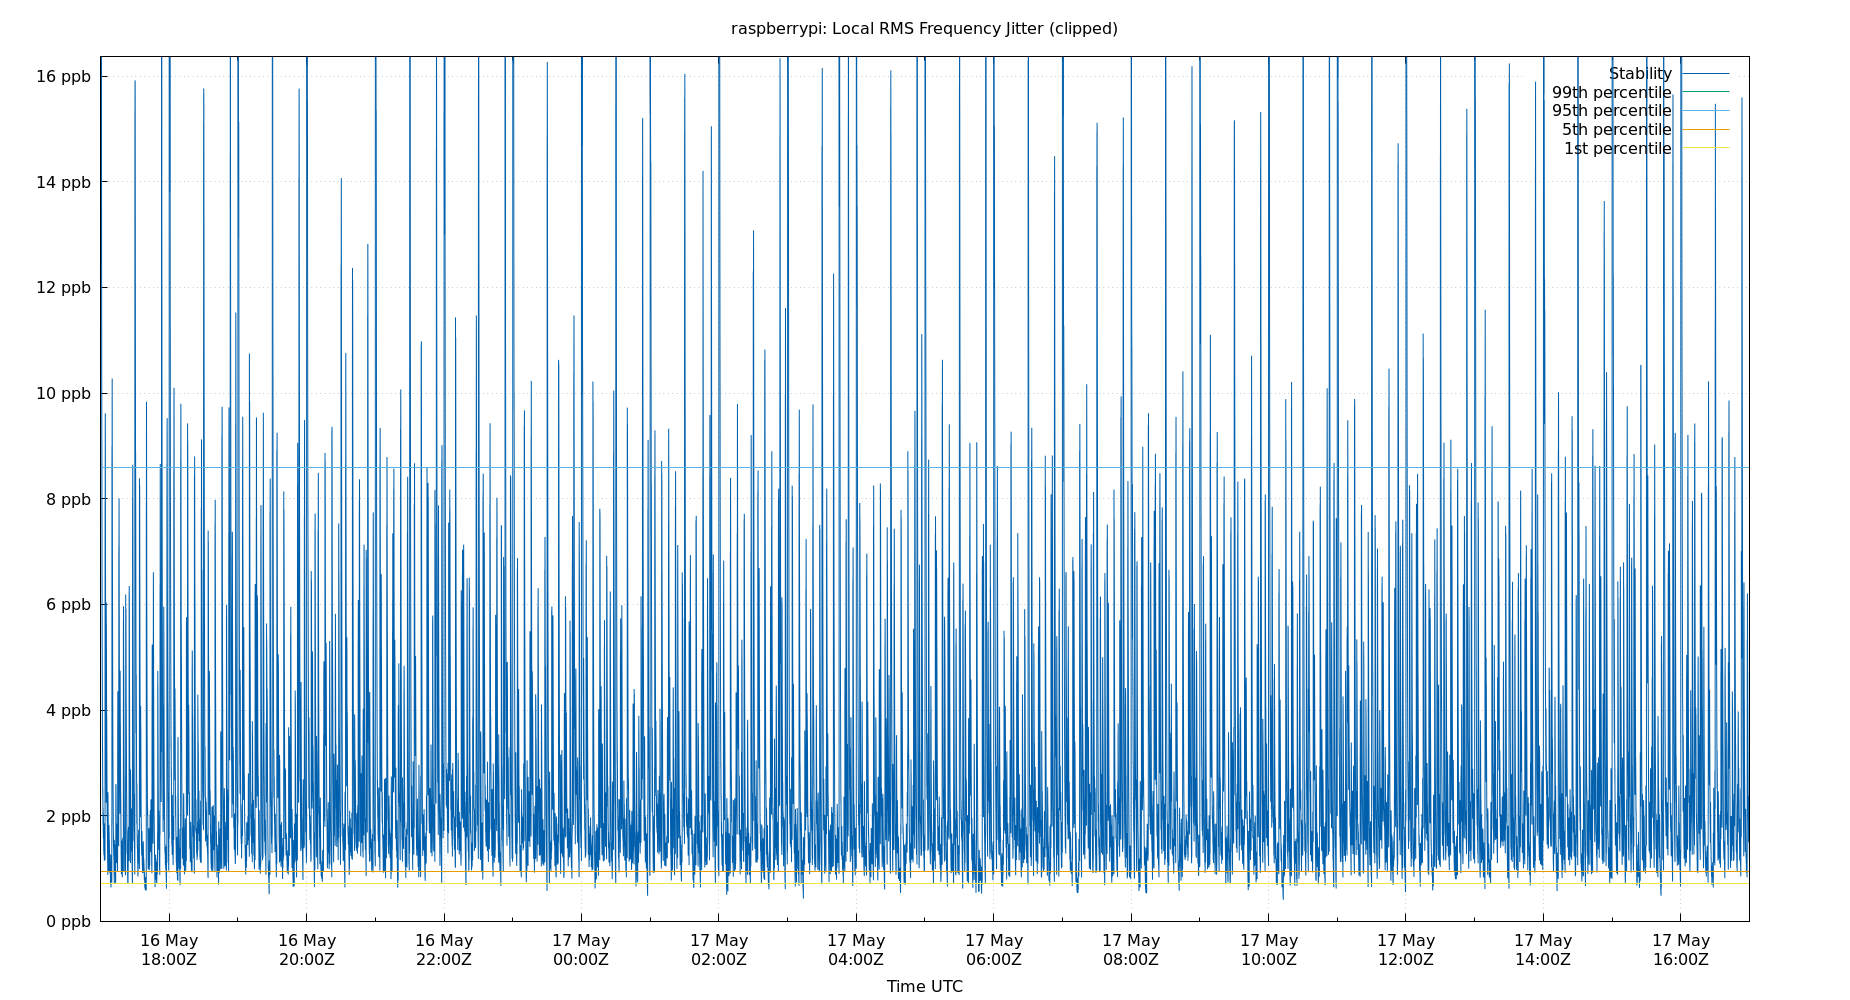 raspberrypi: Local RMS Frequency Jitter (clipped)
16 ppb
14 ppb
12 ppb
10 ppb
8 ppb
6 ppb
4 ppb
2 ppb
0 ppb
Stability
99th percentile
95th percentile
5th percentile
1st percentile
16 May 16 May 16 May 17 May 17 May 17 May 17 May 17 May 17 May 17 May 17 May 17 May
18:00Z 20:00Z 22:00Z 00:00Z 02:00Z 04:00Z 06:00Z 08:00Z 10:00Z 12:00Z 14:00Z 16:00Z
Time UTC